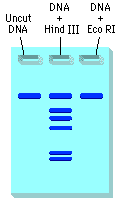 Uncut
DNA
DNA
+
Hind III
DNA
+
Eco RI